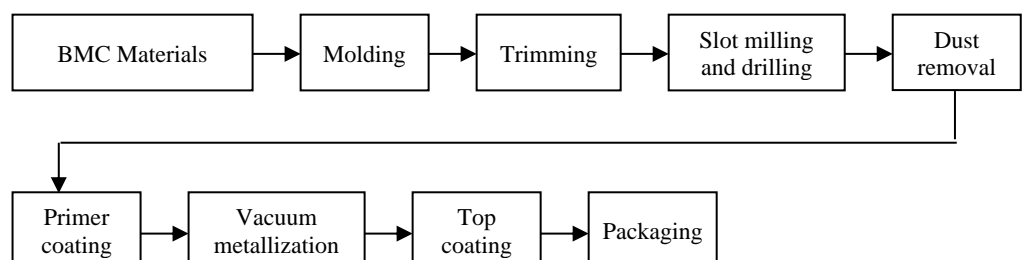 BMC Materials
Molding
Trimming
Slot milling
and drilling
Dust
removal
Primer
coating
Vacuum
metallization
Top
coating
Packaging